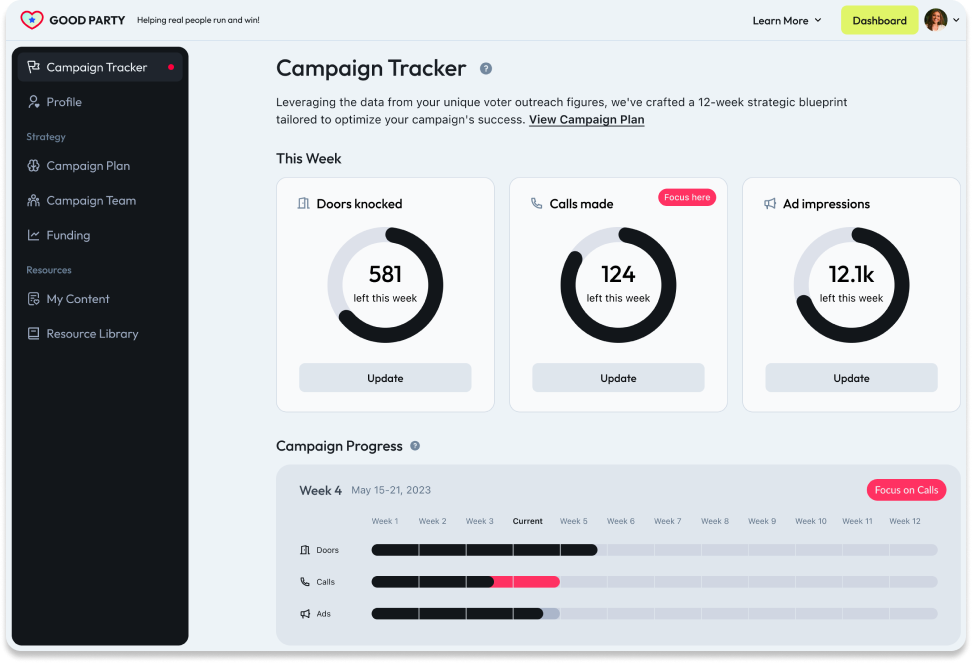 GOOD PARTY Helping real people run and win!
Learn More
Dashboard
Campaign Tracker
Profile
Strategy
Campaign Plan
Campaign Team
Funding
Resources
My Content
Resource Library
Campaign Tracker ?
Leveraging the data from your unique voter outreach figures, we've crafted a 12-week strategic blueprint
tailored to optimize your campaign's success. View Campaign Plan
This Week
Doors knocked
581
left this week
Update
Calls made
Focus here
124
left this week
Update
Ad impressions
12.1k
left this week
Update
Campaign Progress ?
Week 4 May 15-21, 2023
Focus on Calls
Week 1 Week 2 Week 3 Current Week 5 Week 6 Week 7 Week 8 Week 9 Week 10 Week 11 Week 12
Doors
Calls
Ads